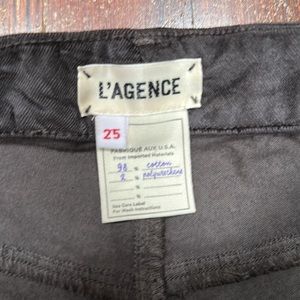 L'AGENCE
25
FABRIQUÉ AUX U.S.A.
From Imported Materials
98 % cotton
2 % polyurethane
%
%
See Care Label
For Wash Instructions